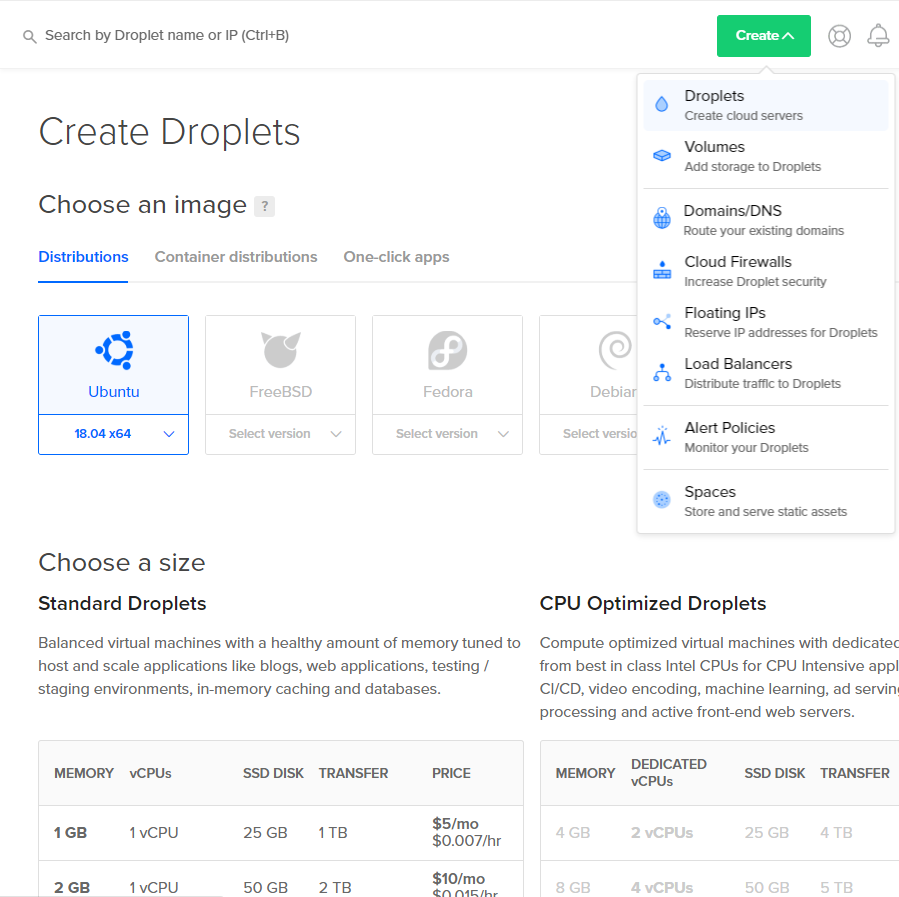 Search by Droplet name or IP (Ctrl+B)
Create
Droplets
Create cloud servers
Volumes
Add storage to Droplets
Domains/DNS
Route your existing domains
Cloud Firewalls
Increase Droplet security
Floating IPs
Reserve IP addresses for Droplets
Load Balancers
Distribute traffic to Droplets
Alert Policies
Monitor your Droplets
Spaces
Store and serve static assets
Create Droplets
Choose an image ?
Distributions Container distributions One-click apps
Ubuntu FreeBSD Fedora
18.04 x64 Select version Select version Select
Choose a size
Standard Droplets
Balanced virtual machines with a healthy amount of memory tuned to
host and scale applications like blogs, web applications, testing /
staging environments, in-memory caching and databases.
MEMORY vCPUs SSD DISK TRANSFER PRICE
1 GB 1 vCPU 25 GB 1 TB $5/mo
$0.007/hr
2 GB 1 vCPU 50 GB 2 TB $10/mo
$0.015/hr
CPU Optimized Droplets
Compute optimized virtual machines with dedicated
from best in class Intel CPUs for CPU Intensive
CI/CD, video encoding, machine learning, ad
processing and active front-end web servers.
MEMORY DEDICATED vCPUs SSD DISK TRANSFER
4 GB 2 vCPUs 25 GB 4 TB
8 GB 4 vCPUs 50 GB 5 TB